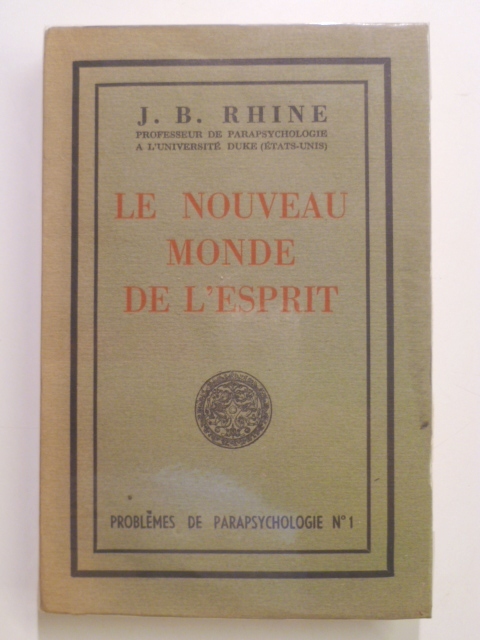 J. B. RHINE
PROFESSEUR DE PARAPSYCHOLOGIE
A L'UNIVERSITÉ DUKE (ÉTATS-UNIS)
LE NOUVEAU
MONDE
DE L'ESPRIT
PROBLÈMES DE PARAPSYCHOLOGIE N° 1